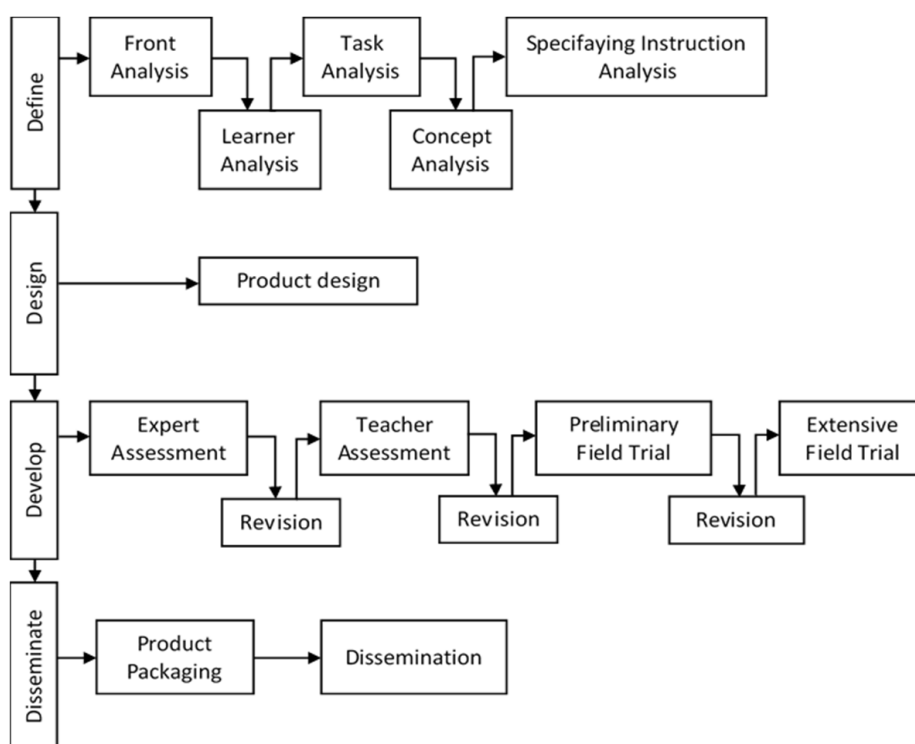 Define
Front
Analysis
Learner
Analysis
Task
Analysis
Concept
Analysis
Specifaying Instruction
Analysis
Design
Product design
Develop
Expert
Assessment
Revision
Teacher
Assessment
Revision
Preliminary
Field Trial
Revision
Extensive
Field Trial
Disseminate
Product
Packaging
Dissemination